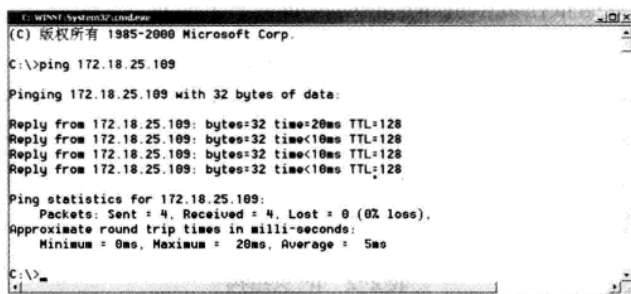 C:\WINNT\System32\cmd.exe
(C) 版权所有 1985-2000 Microsoft Corp.
C:\>ping 172.18.25.109
Pinging 172.18.25.109 with 32 bytes of data:
Reply from 172.18.25.109: bytes=32 time=20ms TTL=128
Reply from 172.18.25.109: bytes=32 time<10ms TTL=128
Reply from 172.18.25.109: bytes=32 time<10ms TTL=128
Reply from 172.18.25.109: bytes=32 time<10ms TTL=128
Ping statistics for 172.18.25.109:
Packets: Sent = 4, Received = 4, Lost = 0 (0% loss),
Approximate round trip times in milli-seconds:
Minimum = 0ms, Maximum = 20ms, Average = 5ms
C:\>